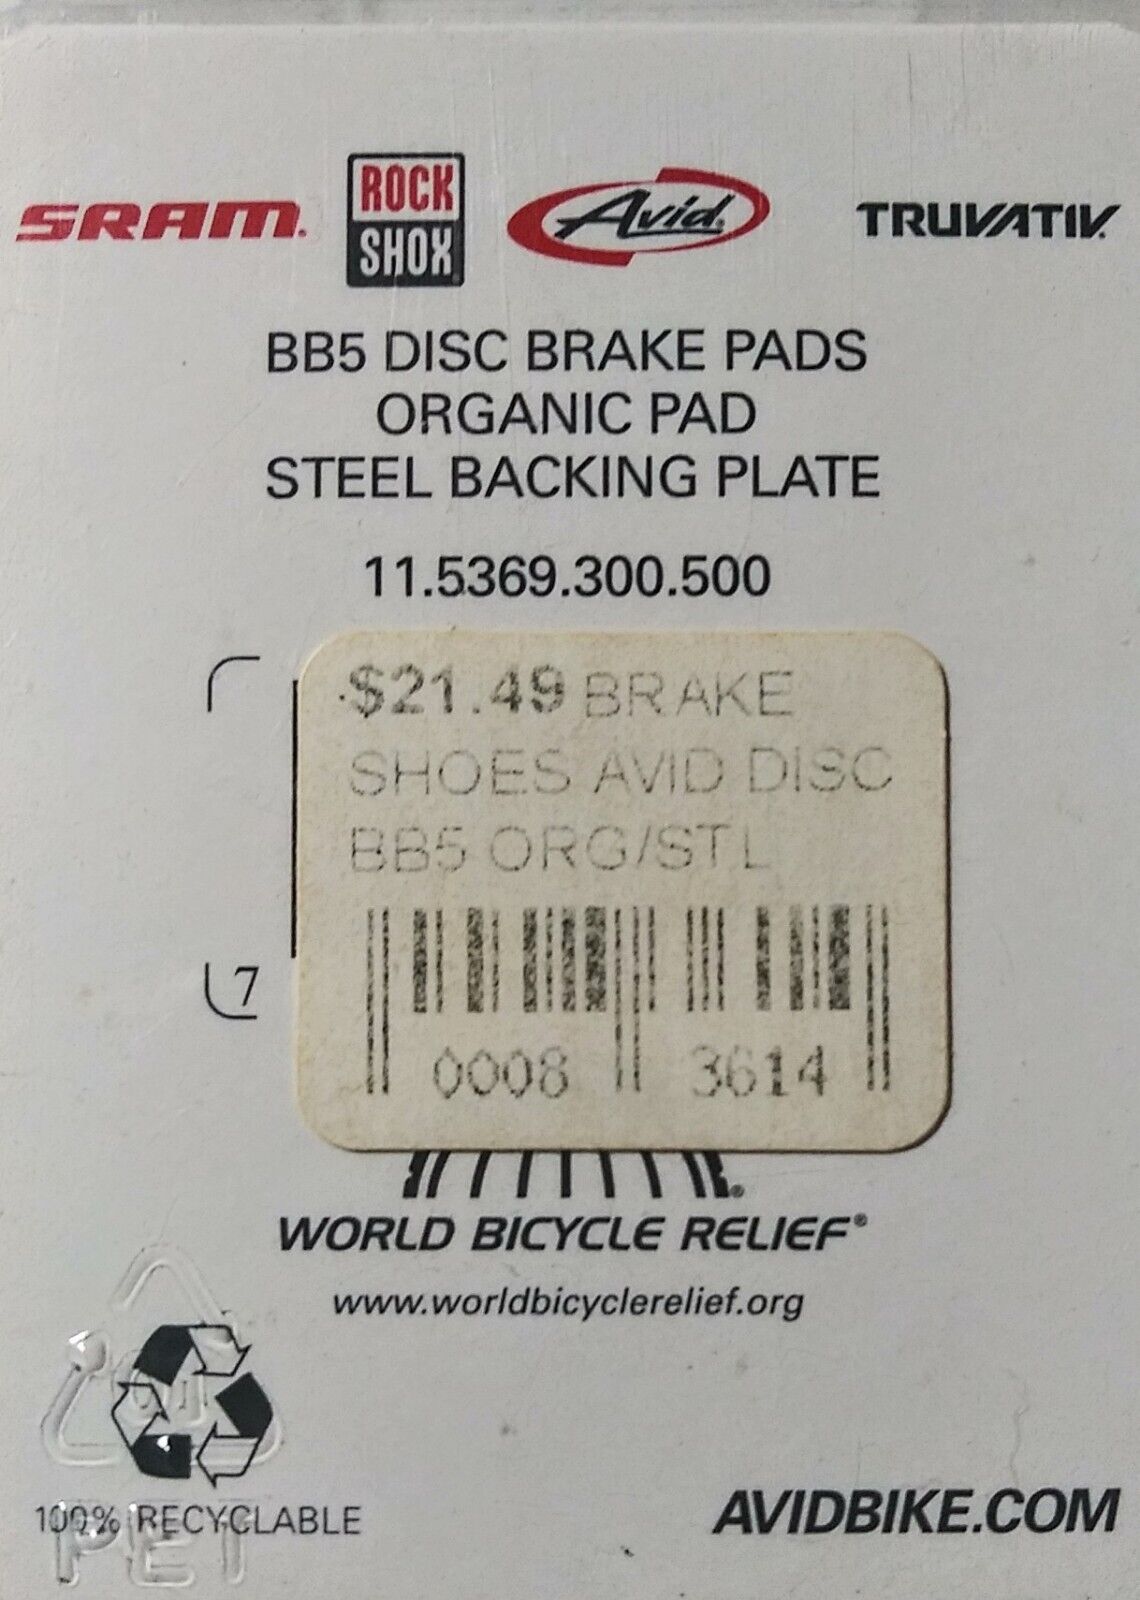 SRAM. ROCK SHOX® Avid® TRUVATIV.
BB5 DISC BRAKE PADS
ORGANIC PAD
STEEL BACKING PLATE
11.5369.300.500
$21.49 BRAKE
SHOES AVID DISC
BB5 ORG/STL
7
0008 3614
®
WORLD BICYCLE RELIEF®
www.worldbicyclerelief.org
01
100% RECYCLABLE
PET
AVIDBIKE.COM